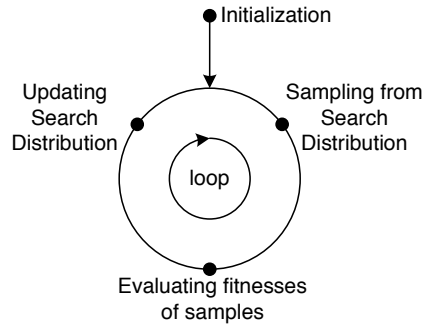 Initialization
Updating
Search
Distribution
Sampling from
Search
Distribution
loop
Evaluating fitnesses
of samples